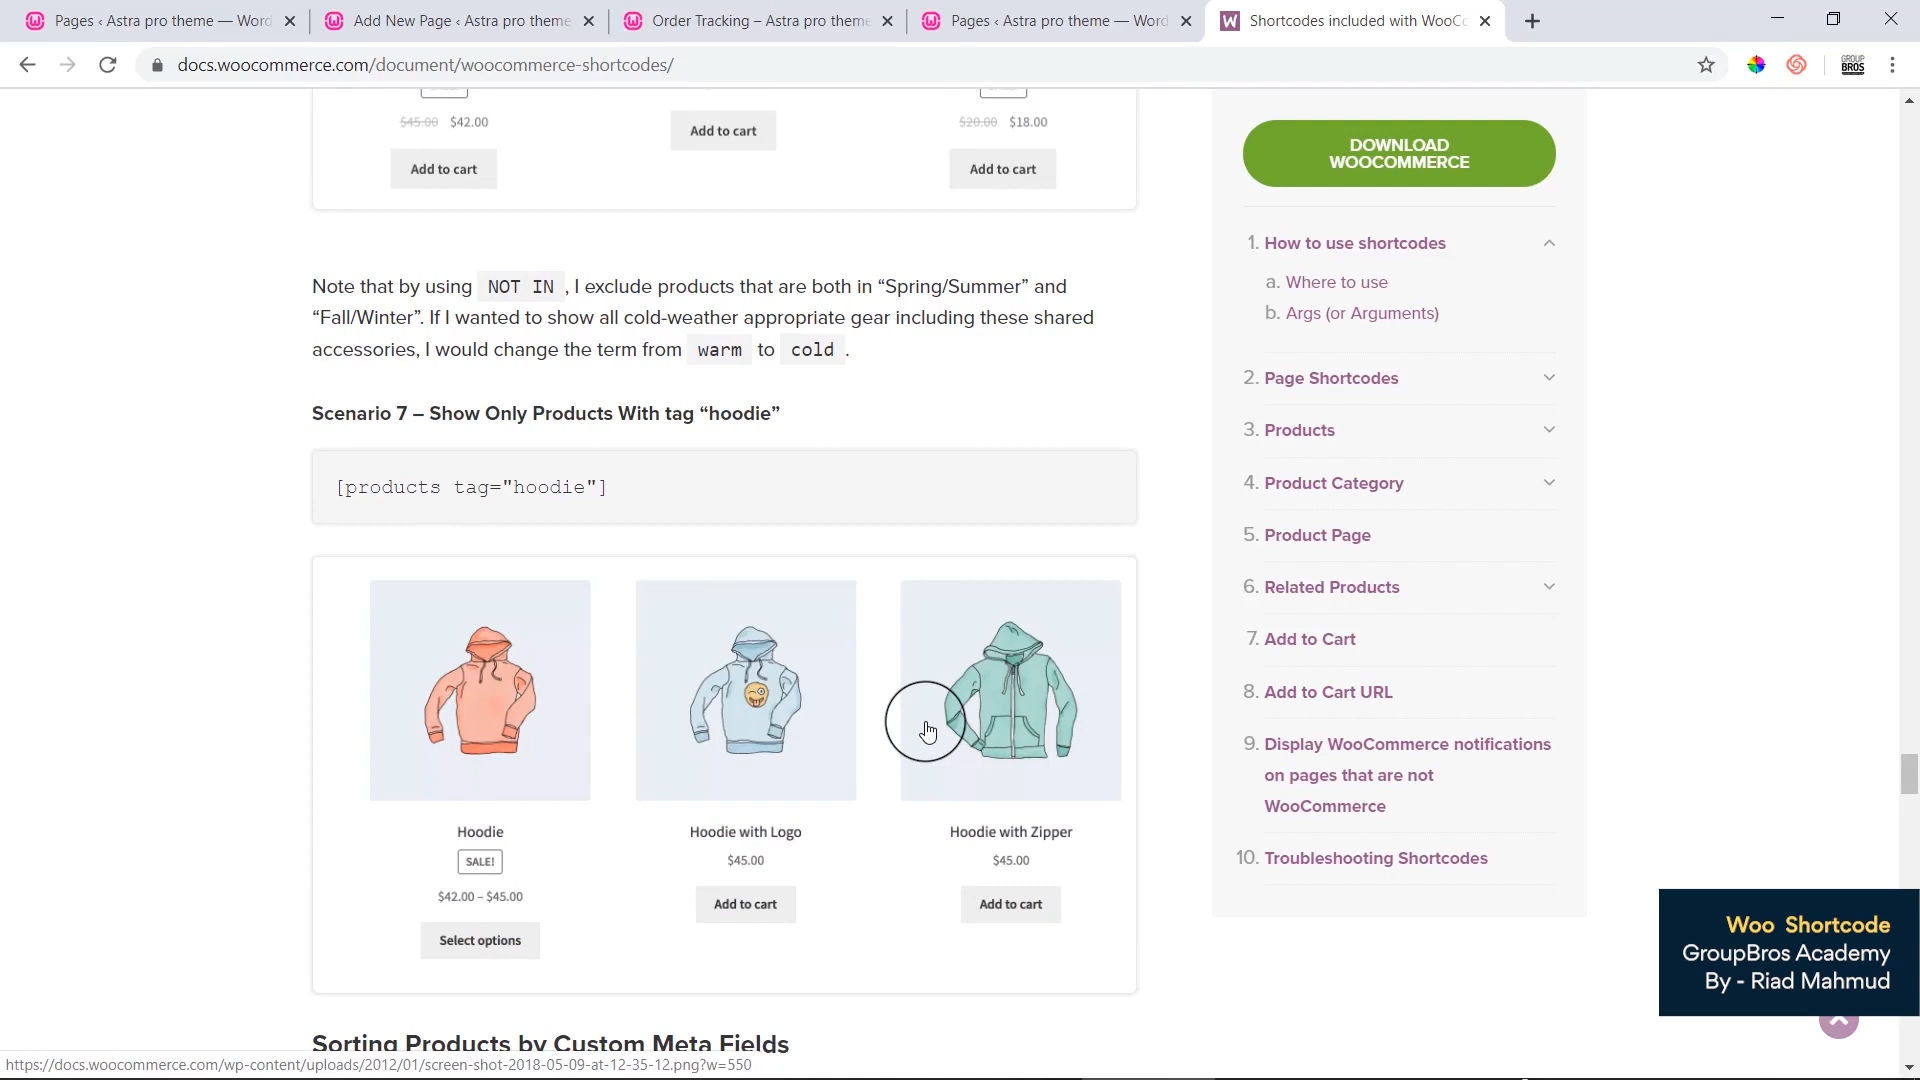 Pages ‹ Astra pro theme — Word
Add New Page ‹ Astra pro theme
Order Tracking – Astra pro theme
Pages ‹ Astra pro theme — Word
Shortcodes included with WooCo
docs.woocommerce.com/document/woocommerce-shortcodes/
GROUP
BROS
$45.00 $42.00
Add to cart
Add to cart
$20.00 $18.00
Add to cart
Note that by using NOT IN , I exclude products that are both in “Spring/Summer” and
“Fall/Winter”. If I wanted to show all cold-weather appropriate gear including these shared
accessories, I would change the term from warm to cold .
Scenario 7 – Show Only Products With tag “hoodie”
[products tag="hoodie"]
Hoodie
SALE!
$42.00 – $45.00
Select options
Hoodie with Logo
$45.00
Add to cart
Hoodie with Zipper
$45.00
Add to cart
Sorting Products by Custom Meta Fields
DOWNLOAD
WOOCOMMERCE
1. How to use shortcodes
a. Where to use
b. Args (or Arguments)
2. Page Shortcodes
3. Products
4. Product Category
5. Product Page
6. Related Products
7. Add to Cart
8. Add to Cart URL
9. Display WooCommerce notifications
on pages that are not
WooCommerce
10. Troubleshooting Shortcodes
Woo Shortcode
GroupBros Academy
By - Riad Mahmud
https://docs.woocommerce.com/wp-content/uploads/2012/01/screen-shot-2018-05-09-at-12-35-12.png?w=550